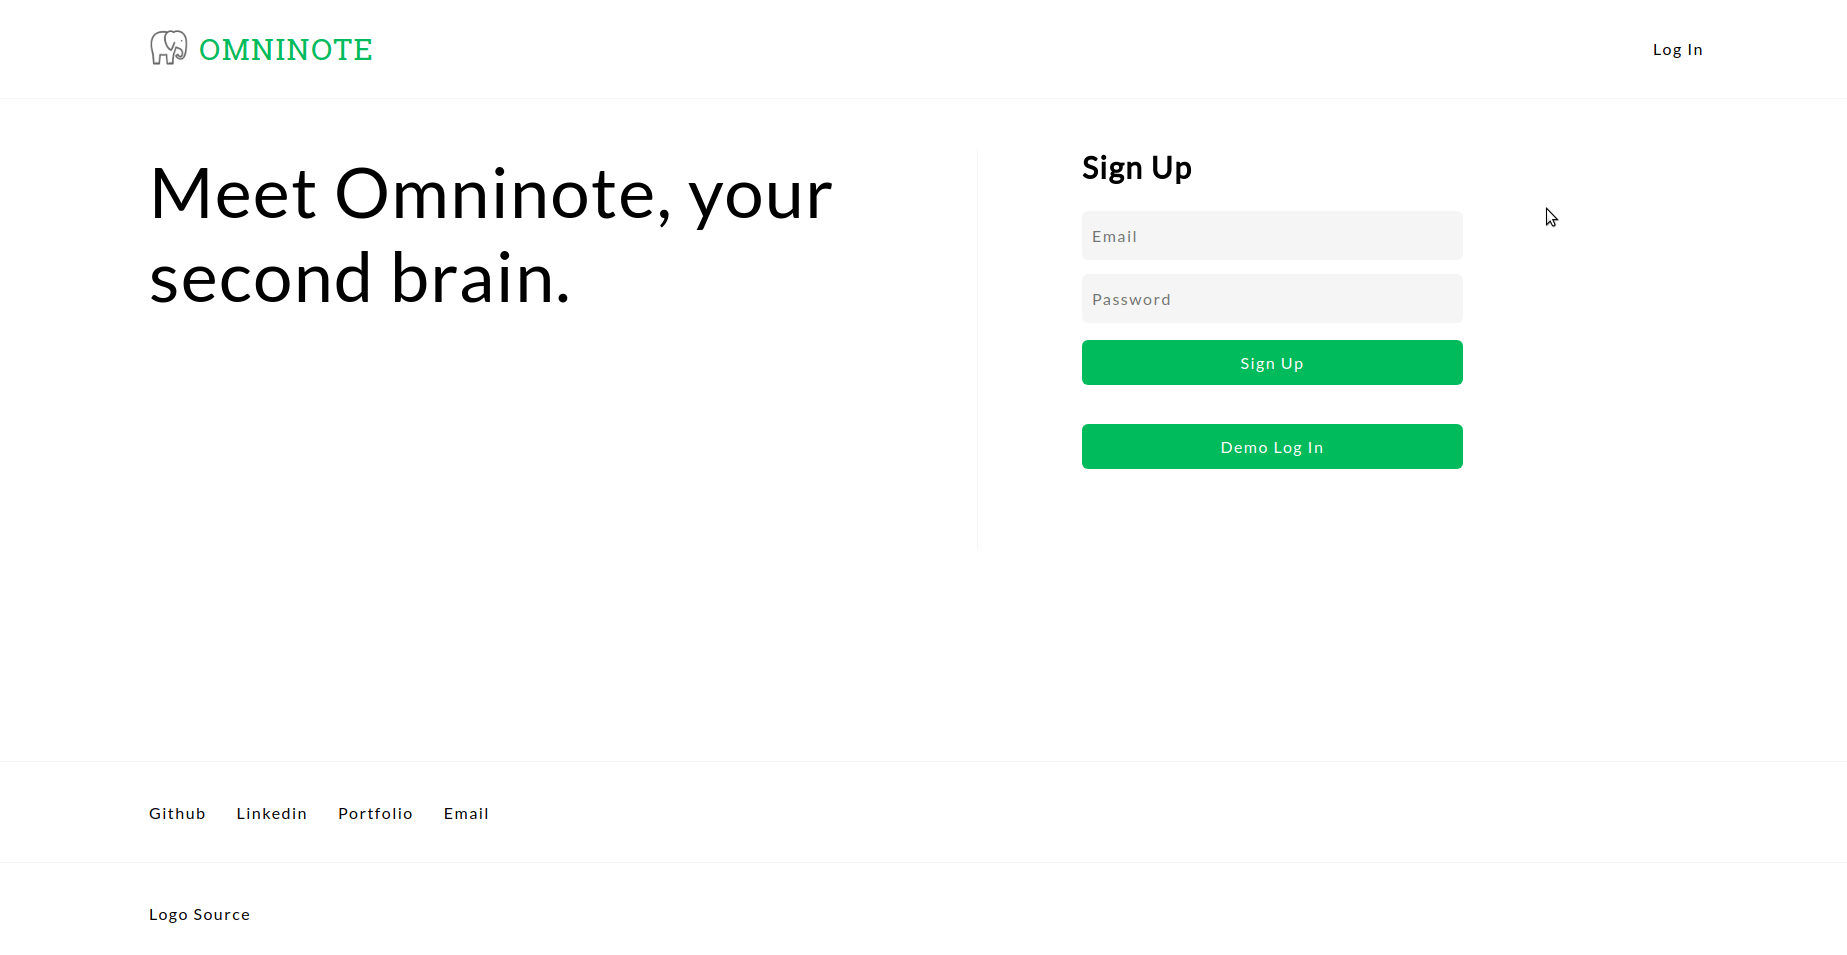 OMNINOTE
Log In
Meet Omninote, your
second brain.
Sign Up
Email
Password
Sign Up
Demo Log In
Github
Linkedin
Portfolio
Email
Logo Source